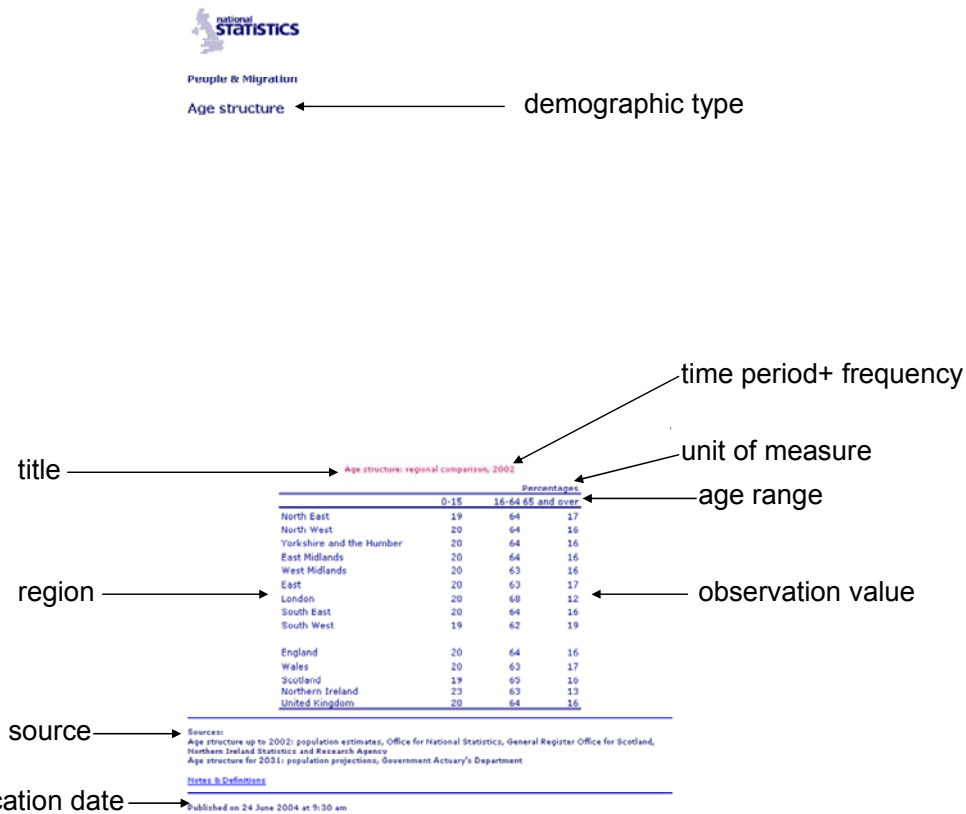 national
STATISTICS
People & Migration
Age structure
demographic type
time period+ frequency
unit of measure
title
Age structure: regional comparison, 2002
Percentages
age range
0-15 16-64 65 and over
North East 19 64 17
North West 20 64 16
Yorkshire and the Humber 20 64 16
East Midlands 20 64 16
West Midlands 20 63 16
East 20 63 17
region
London 20 68 12
observation value
South East 20 64 16
South West 19 62 19
England 20 64 16
Wales 20 63 17
Scotland 19 65 16
Northern Ireland 23 63 13
United Kingdom 20 64 16
source
Sources:
Age structure up to 2002: population estimates, Office for National Statistics, General Register Office for Scotland,
Northern Ireland Statistics and Research Agency
Age structure for 2031: population projections, Government Actuary's Department
Notes & Definitions
cation date
Published on 24 June 2004 at 9:30 am